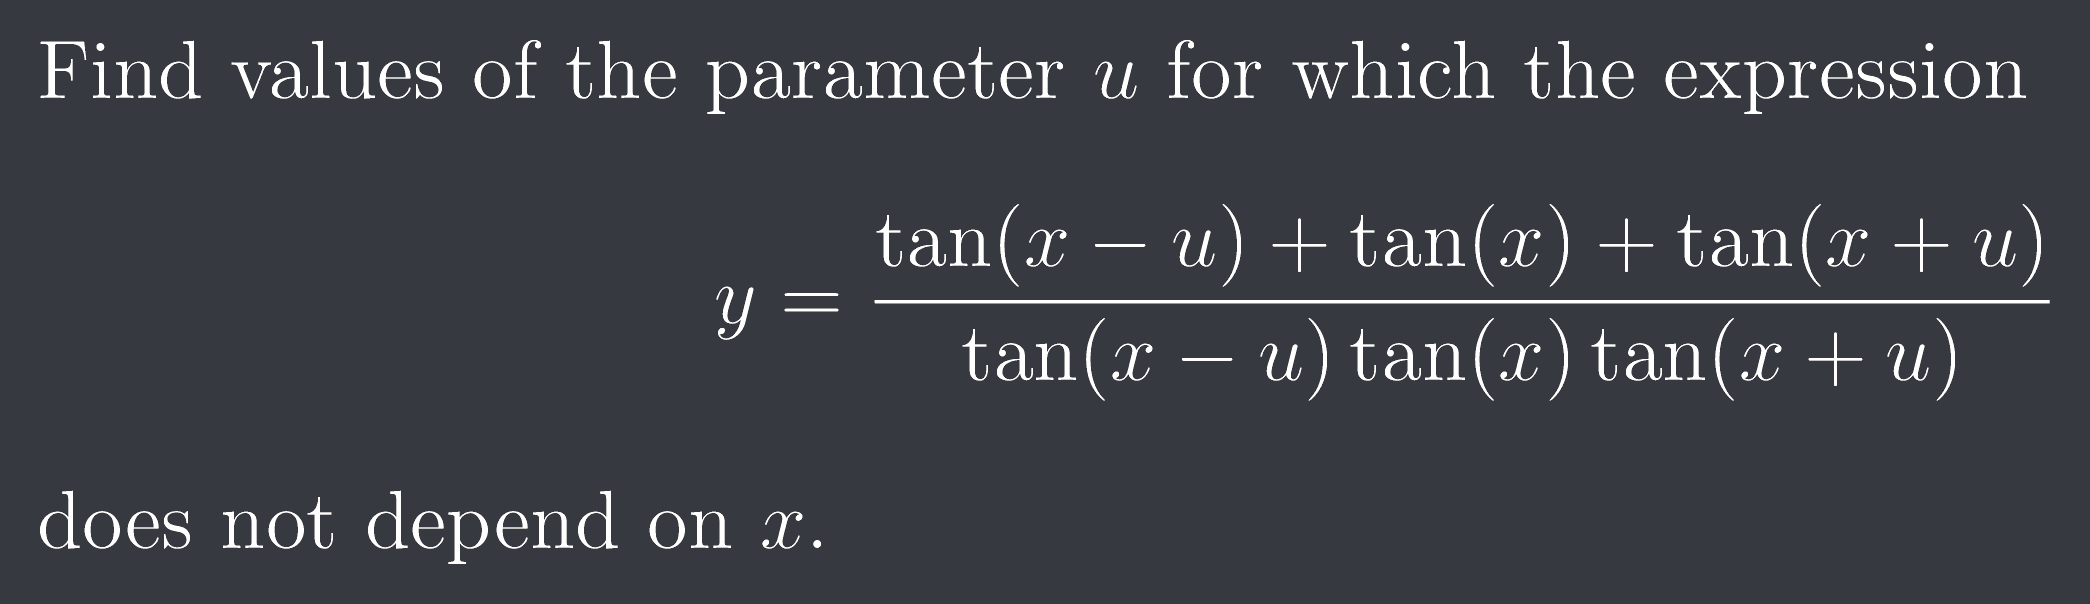 Find values of the parameter u for which the expression
y = \frac{\tan(x - u) + \tan(x) + \tan(x + u)}{\tan(x - u) \tan(x) \tan(x + u)}
does not depend on x.